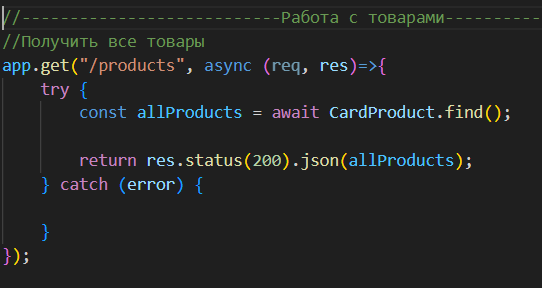 //---------------------------Работа с товарами----------
//Получить все товары
app.get("/products", async (req, res)=>{
    try {
        const allProducts = await CardProduct.find();
        return res.status(200).json(allProducts);
    } catch (error) {
    }
});